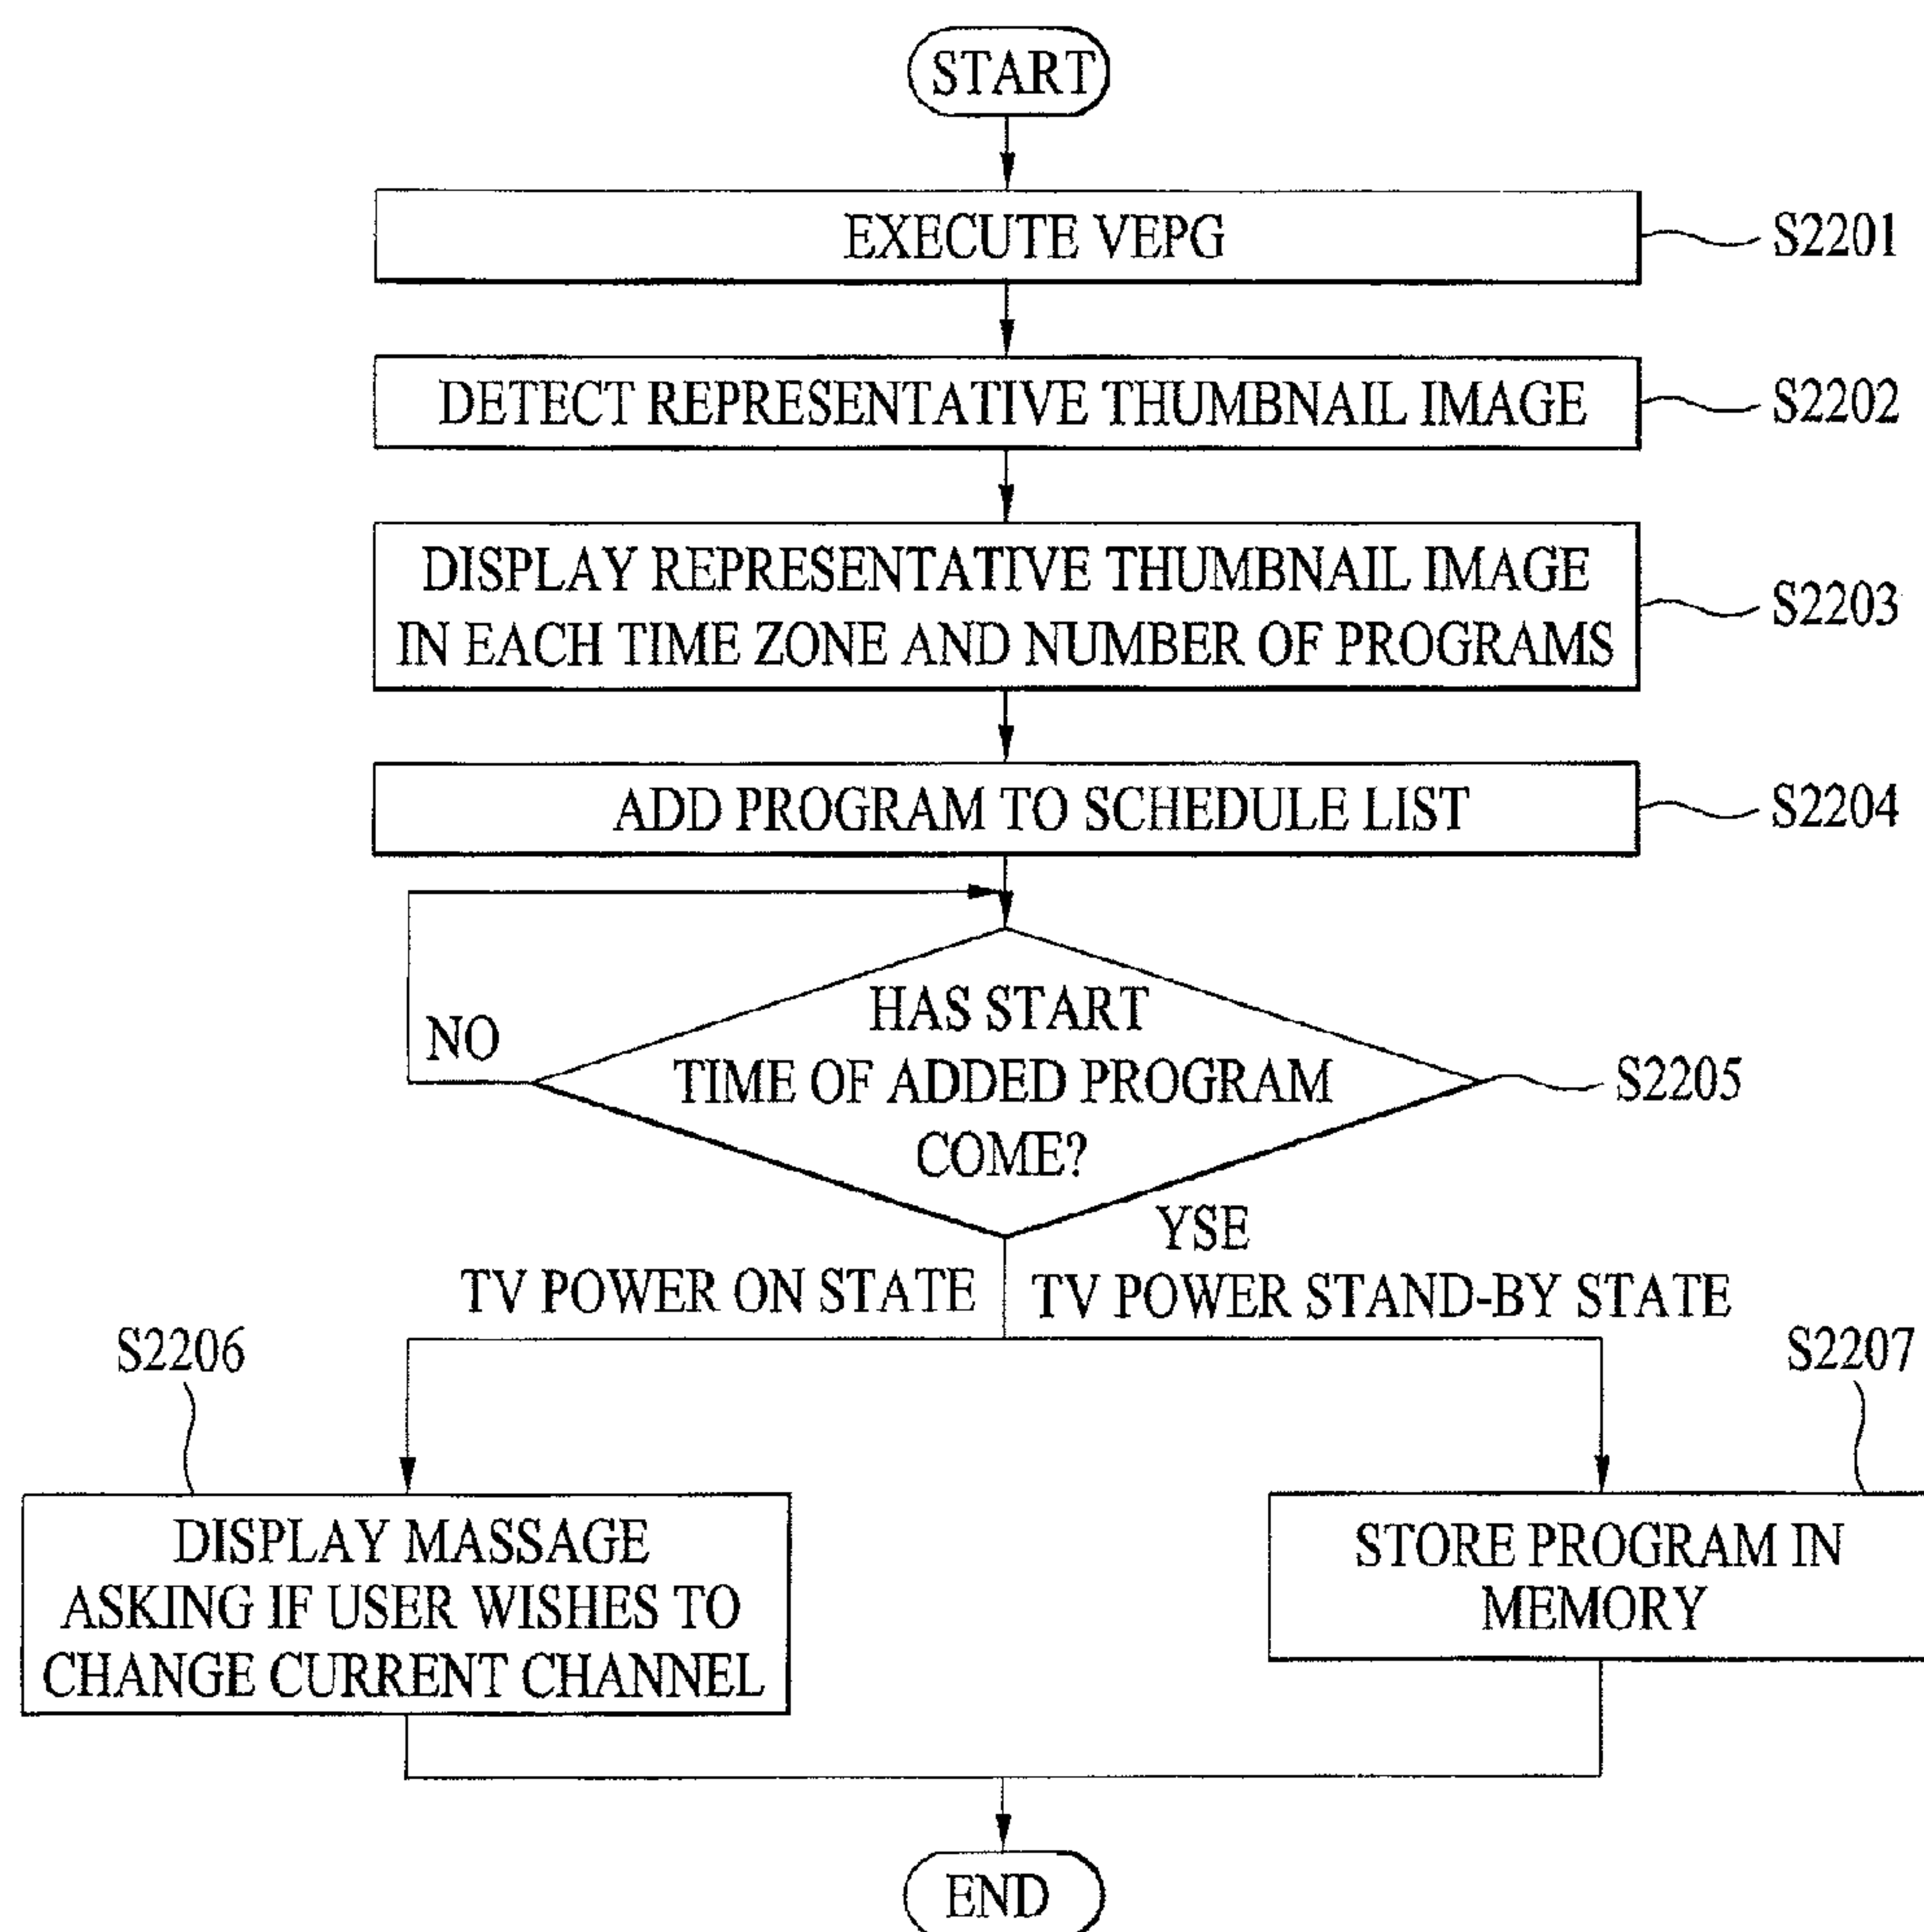 START
EXECUTE VEPG
S2201
DETECT REPRESENTATIVE THUMBNAIL IMAGE
S2202
DISPLAY REPRESENTATIVE THUMBNAIL IMAGE
IN EACH TIME ZONE AND NUMBER OF PROGRAMS
S2203
ADD PROGRAM TO SCHEDULE LIST
S2204
HAS START
TIME OF ADDED PROGRAM
COME?
NO
S2205
YSE
TV POWER ON STATE
TV POWER STAND-BY STATE
S2206
S2207
DISPLAY MASSAGE
ASKING IF USER WISHES TO
CHANGE CURRENT CHANNEL
STORE PROGRAM IN
MEMORY
END